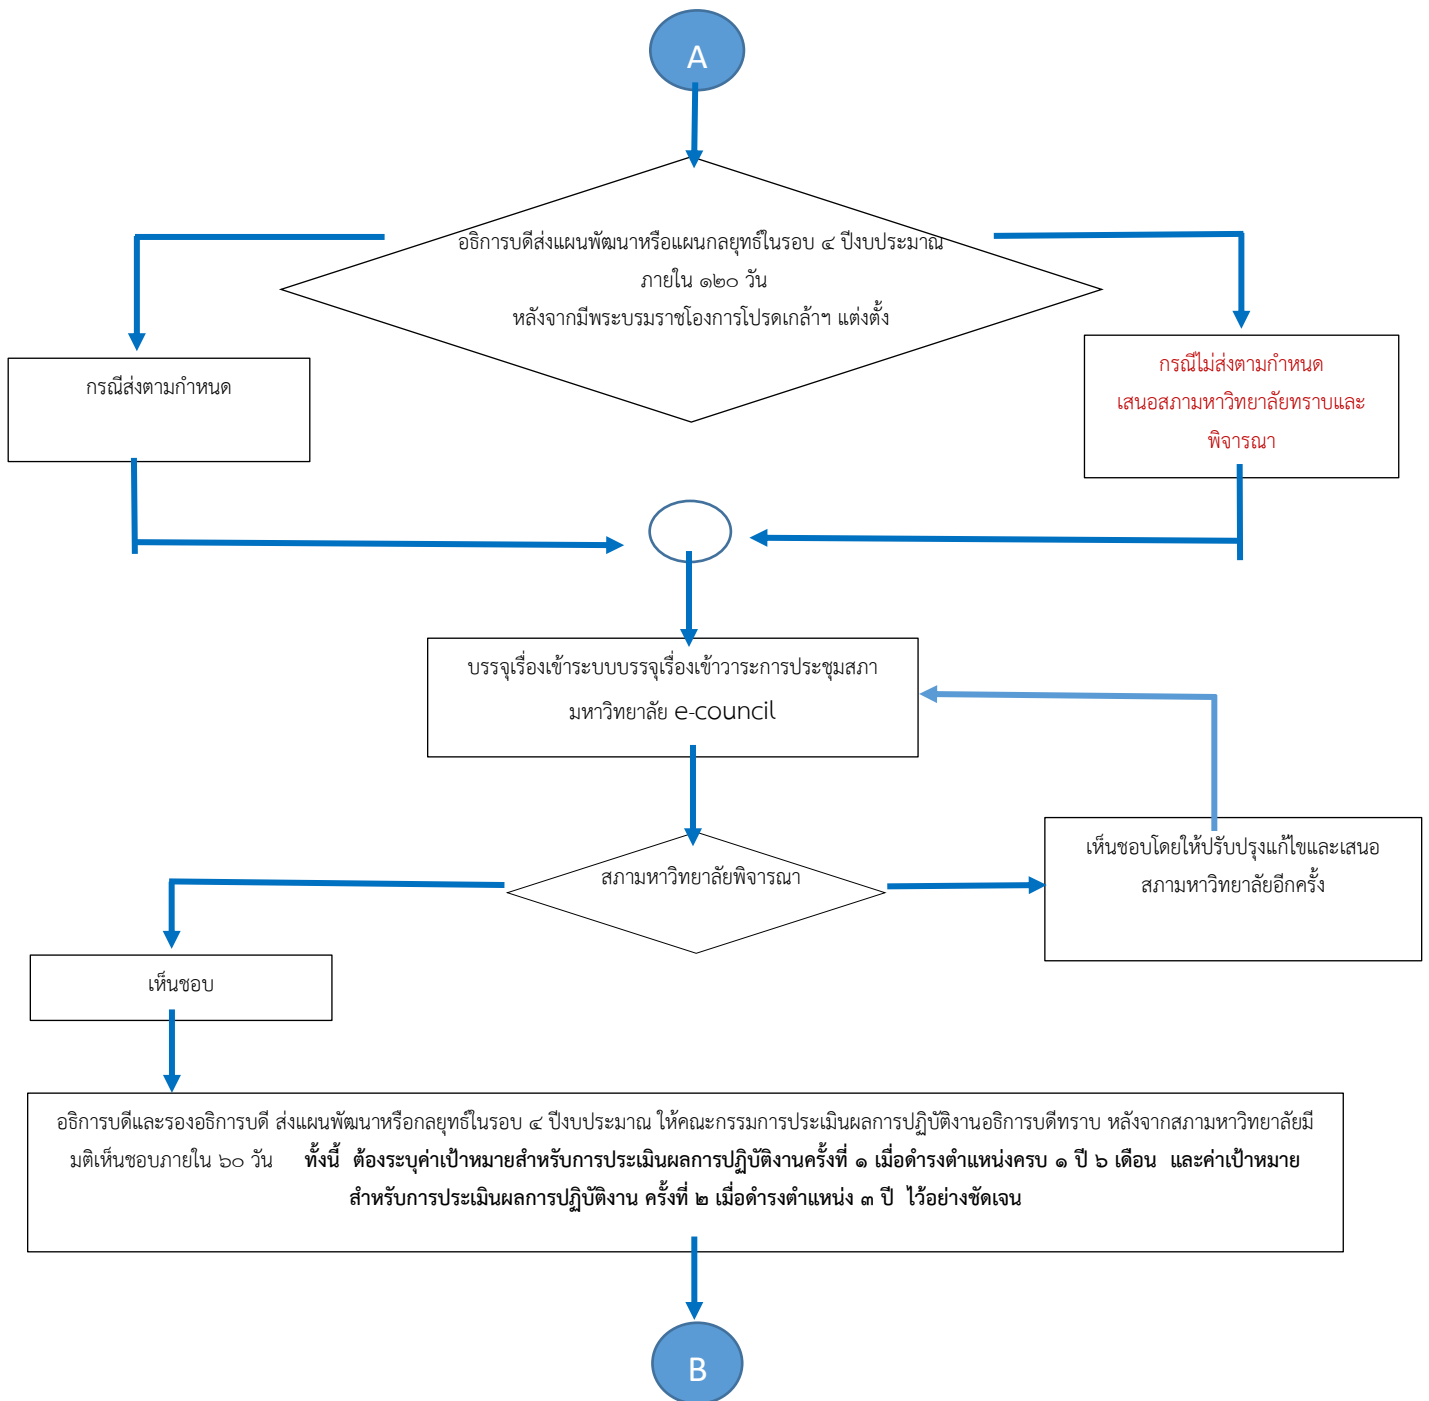 A
อธิการบดีส่งแผนพัฒนาหรือแผนกลยุทธ์ในรอบ ๔ ปีงบประมาณ
ภายใน ๑๒๐ วัน
หลังจากมีพระบรมราชโองการโปรดเกล้าฯ แต่งตั้ง
กรณีส่งตามกำหนด
กรณีไม่ส่งตามกำหนด
เสนอสภามหาวิทยาลัยทราบและ
พิจารณา
บรรจุเรื่องเข้าระบบบรรจุเรื่องเข้าวาระการประชุมสภา
มหาวิทยาลัย e-council
สภามหาวิทยาลัยพิจารณา
เห็นชอบโดยให้ปรับปรุงแก้ไขและเสนอ
สภามหาวิทยาลัยอีกครั้ง
เห็นชอบ
อธิการบดีและรองอธิการบดี ส่งแผนพัฒนาหรือกลยุทธ์ในรอบ ๔ ปีงบประมาณ ให้คณะกรรมการประเมินผลการปฏิบัติงานอธิการบดีทราบ หลังจากสภามหาวิทยาลัยมี
มติเห็นชอบภายใน ๖๐ วัน ทั้งนี้ ต้องระบุค่าเป้าหมายสำหรับการประเมินผลการปฏิบัติงานครั้งที่ ๑ เมื่อดำรงตำแหน่งครบ ๑ ปี ๖ เดือน และค่าเป้าหมาย
สำหรับการประเมินผลการปฏิบัติงาน ครั้งที่ ๒ เมื่อดำรงตำแหน่ง ๓ ปี ไว้อย่างชัดเจน
B